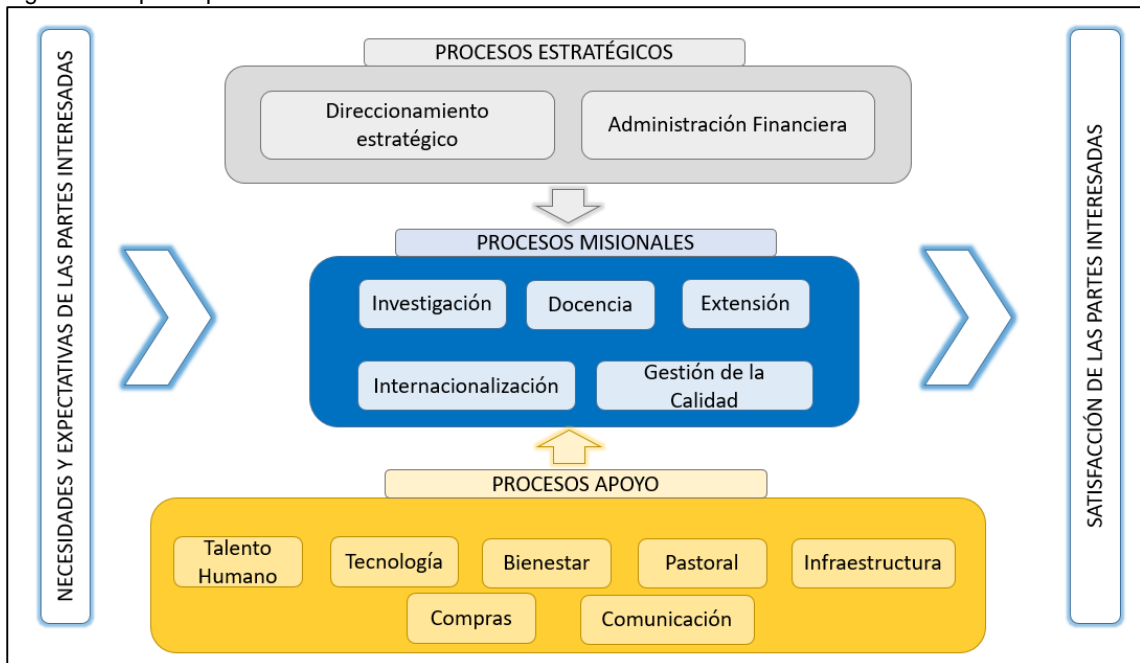 NECESIDADES Y EXPECTATIVAS DE LAS PARTES INTERESADAS
PROCESOS ESTRATÉGICOS
Direccionamiento
estratégico
Administración Financiera
PROCESOS MISIONALES
Investigación
Docencia
Extensión
Internacionalización
Gestión de la
Calidad
PROCESOS APOYO
Talento
Humano
Tecnología
Bienestar
Pastoral
Infraestructura
Compras
Comunicación
SATISFACCIÓN DE LAS PARTES INTERESADAS